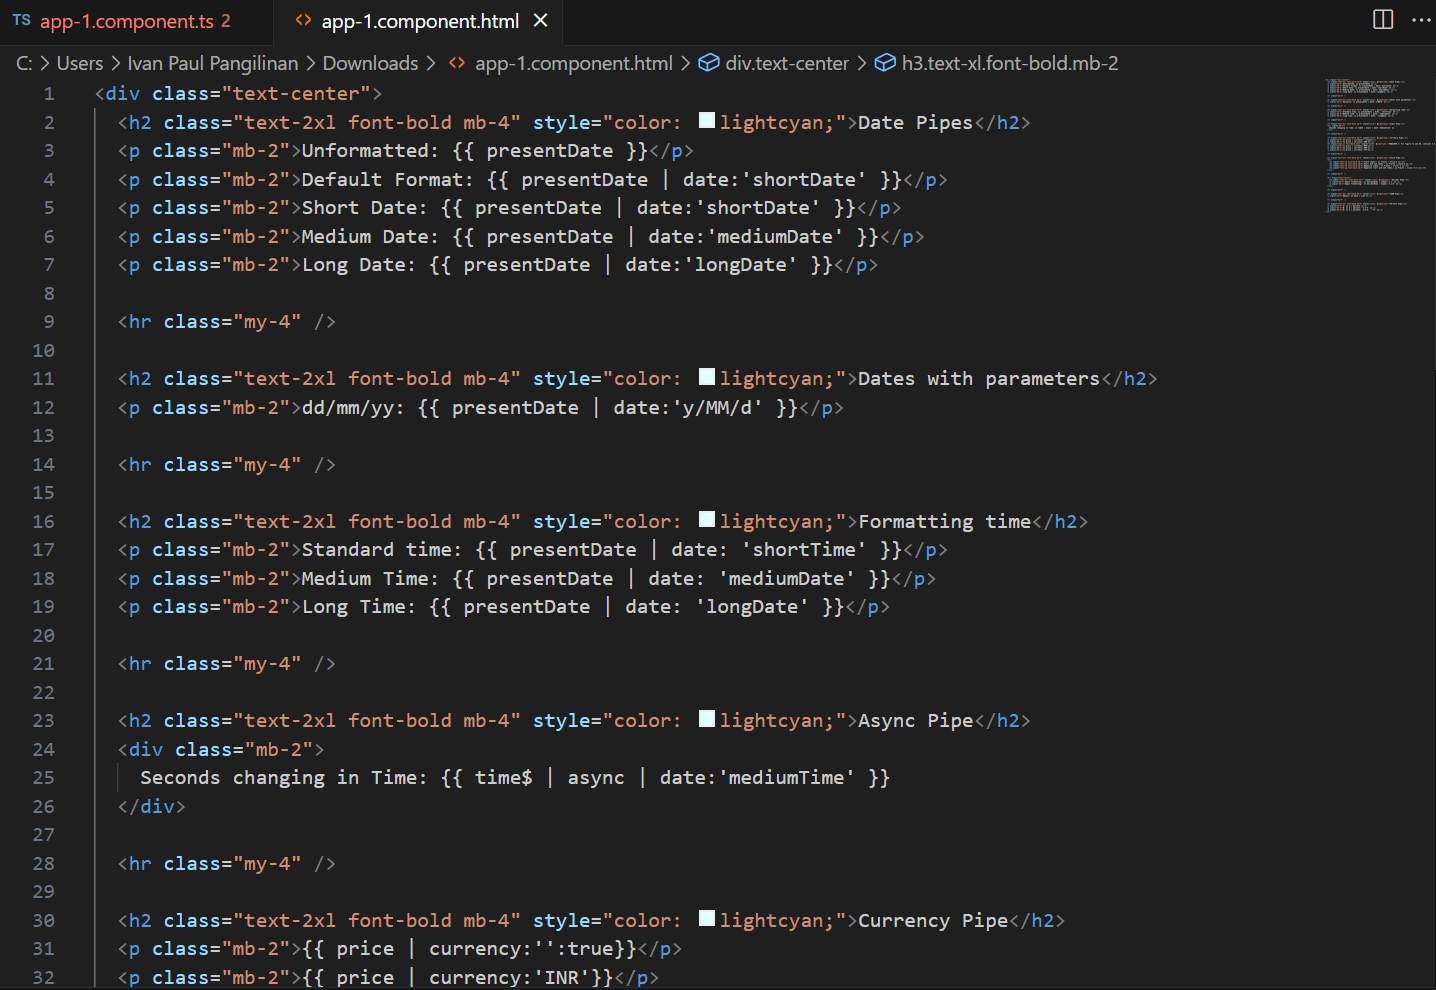 TS app-1.component.ts 2 <> app-1.component.html ×
C: > Users > Ivan Paul Pangilinan > Downloads > <> app-1.component.html > div.text-center > h3.text-xl.font-bold.mb-2
1 <div class="text-center">
2 <h2 class="text-2xl font-bold mb-4" style="color: lightcyan;">Date Pipes</h2>
3 <p class="mb-2">Unformatted: {{ presentDate }}</p>
4 <p class="mb-2">Default Format: {{ presentDate | date:'shortDate' }}</p>
5 <p class="mb-2">Short Date: {{ presentDate | date:'shortDate' }}</p>
6 <p class="mb-2">Medium Date: {{ presentDate | date:'mediumDate' }}</p>
7 <p class="mb-2">Long Date: {{ presentDate | date:'longDate' }}</p>
8
9 <hr class="my-4" />
10
11 <h2 class="text-2xl font-bold mb-4" style="color: lightcyan;">Dates with parameters</h2>
12 <p class="mb-2">dd/mm/yy: {{ presentDate | date:'y/MM/d' }}</p>
13
14 <hr class="my-4" />
15
16 <h2 class="text-2xl font-bold mb-4" style="color: lightcyan;">Formatting time</h2>
17 <p class="mb-2">Standard time: {{ presentDate | date: 'shortTime' }}</p>
18 <p class="mb-2">Medium Time: {{ presentDate | date: 'mediumDate' }}</p>
19 <p class="mb-2">Long Time: {{ presentDate | date: 'longDate' }}</p>
20
21 <hr class="my-4" />
22
23 <h2 class="text-2xl font-bold mb-4" style="color: lightcyan;">Async Pipe</h2>
24 <div class="mb-2">
25 Seconds changing in Time: {{ time$ | async | date:'mediumTime' }}
26 </div>
27
28 <hr class="my-4" />
29
30 <h2 class="text-2xl font-bold mb-4" style="color: lightcyan;">Currency Pipe</h2>
31 <p class="mb-2">{{ price | currency:'':true}}</p>
32 <p class="mb-2">{{ price | currency:'INR'}}</p>